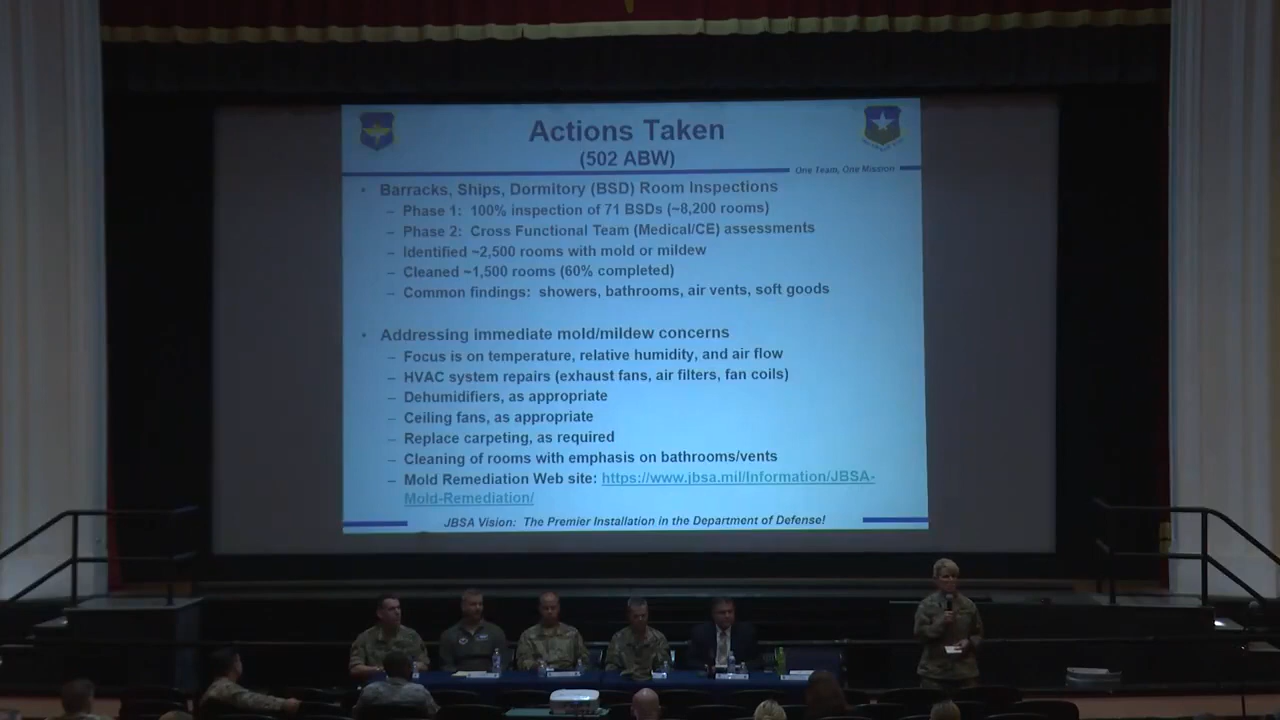 Actions Taken
(502 ABW)
One Team, One Mission
• Barracks, Ships, Dormitory (BSD) Room Inspections
– Phase 1: 100% inspection of 71 BSDs (~8,200 rooms)
– Phase 2: Cross Functional Team (Medical/CE) assessments
– Identified ~2,500 rooms with mold or mildew
– Cleaned ~1,500 rooms (60% completed)
– Common findings: showers, bathrooms, air vents, soft goods
• Addressing immediate mold/mildew concerns
– Focus is on temperature, relative humidity, and air flow
– HVAC system repairs (exhaust fans, air filters, fan coils)
– Dehumidifiers, as appropriate
– Ceiling fans, as appropriate
– Replace carpeting, as required
– Cleaning of rooms with emphasis on bathrooms/vents
– Mold Remediation Web site: https://www.jbsa.mil/Information/JBSA-
Mold-Remediation/
JBSA Vision: The Premier Installation in the Department of Defense!